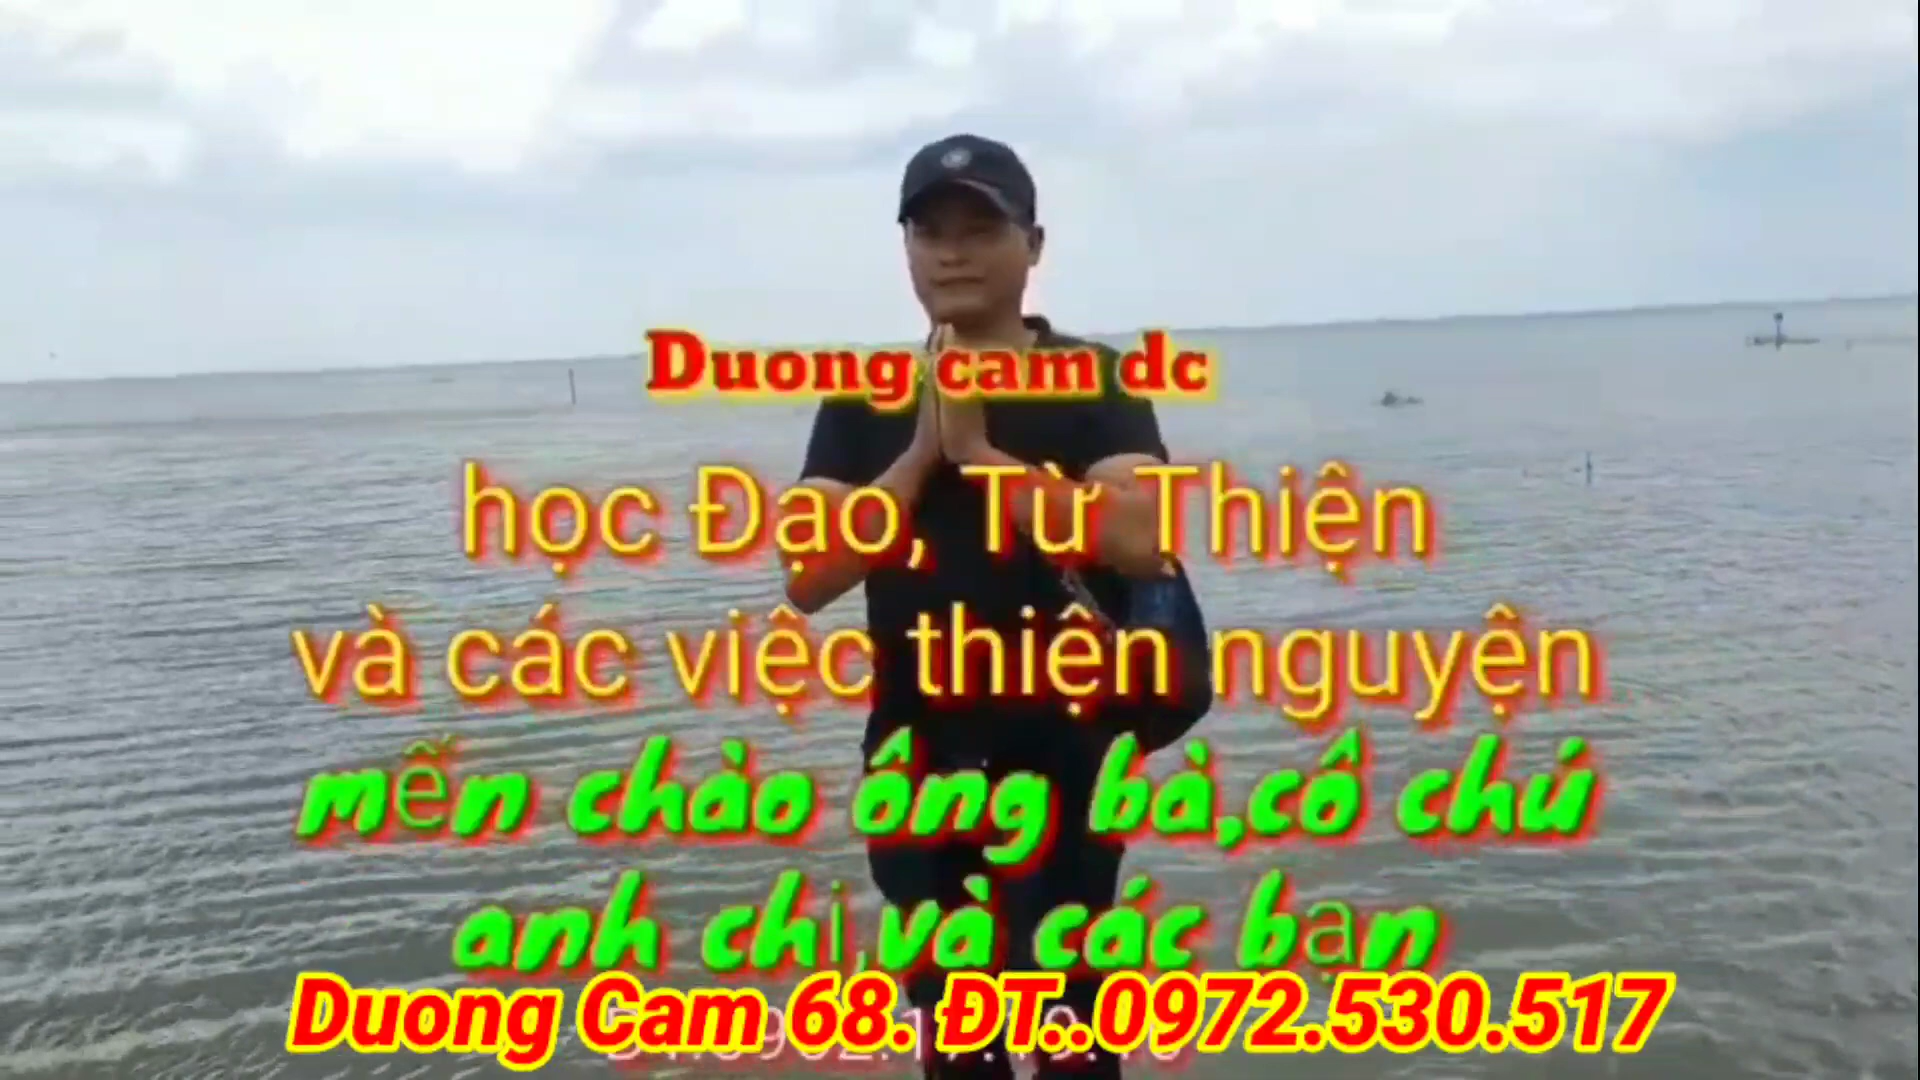 Duong cam dc
học Đạo, Từ Thiện
và các việc thiện nguyện
mến chào ông bà,cô chú
anh chị,và các bạn
Duong Cam 68. ĐT..0972.530.517